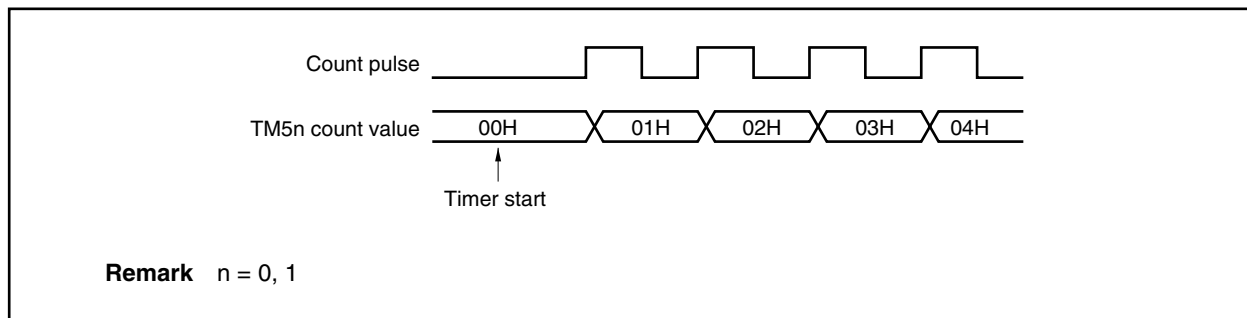 Count pulse
TM5n count value 00H 01H 02H 03H 04H
Timer start
Remark n = 0, 1